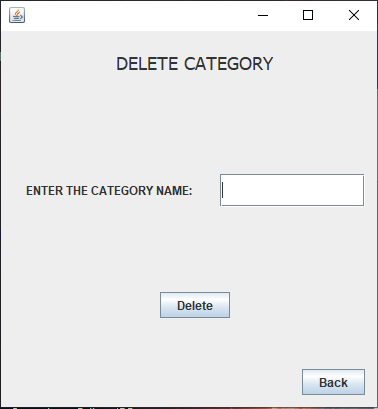 DELETE CATEGORY
ENTER THE CATEGORY NAME:
Delete
Back